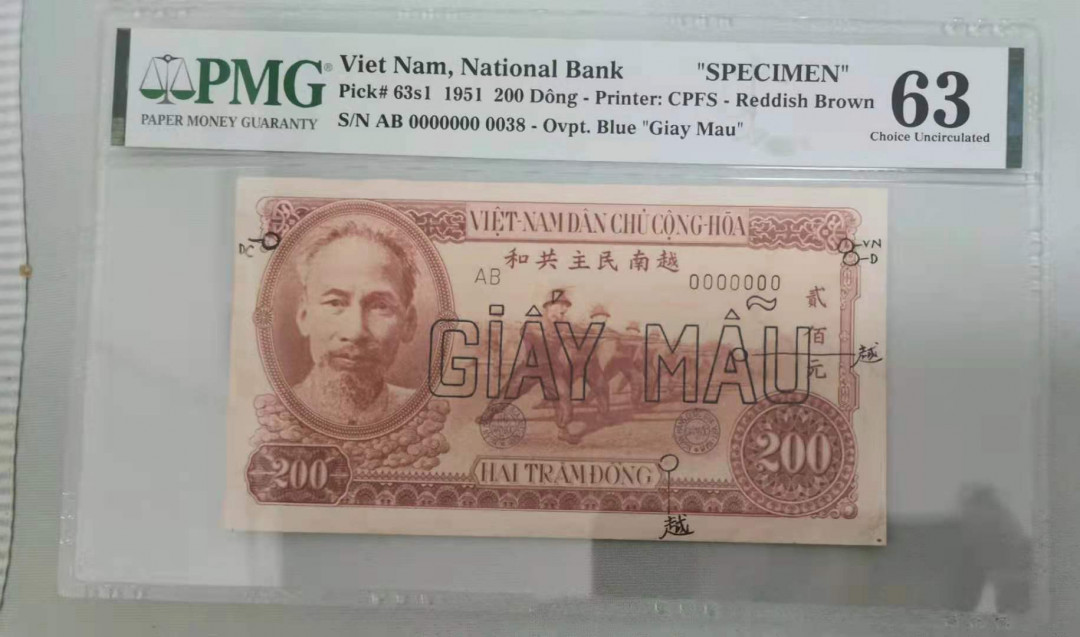 PMG®
PAPER MONEY GUARANTY
Viet Nam, National Bank "SPECIMEN"
Pick# 63s1 1951 200 Dông - Printer: CPFS - Reddish Brown
S/N AB 0000000 0038 - Ovpt. Blue "Giay Mau"
63
Choice Uncirculated
VIỆT-NAM DÂN CHỦ CỘNG-HÒA
和共主民南越
DC
VN
D
AB
0000000
貳佰元
GIẤY MẪU
越
200
HAI TRĂM ĐỒNG
200
越